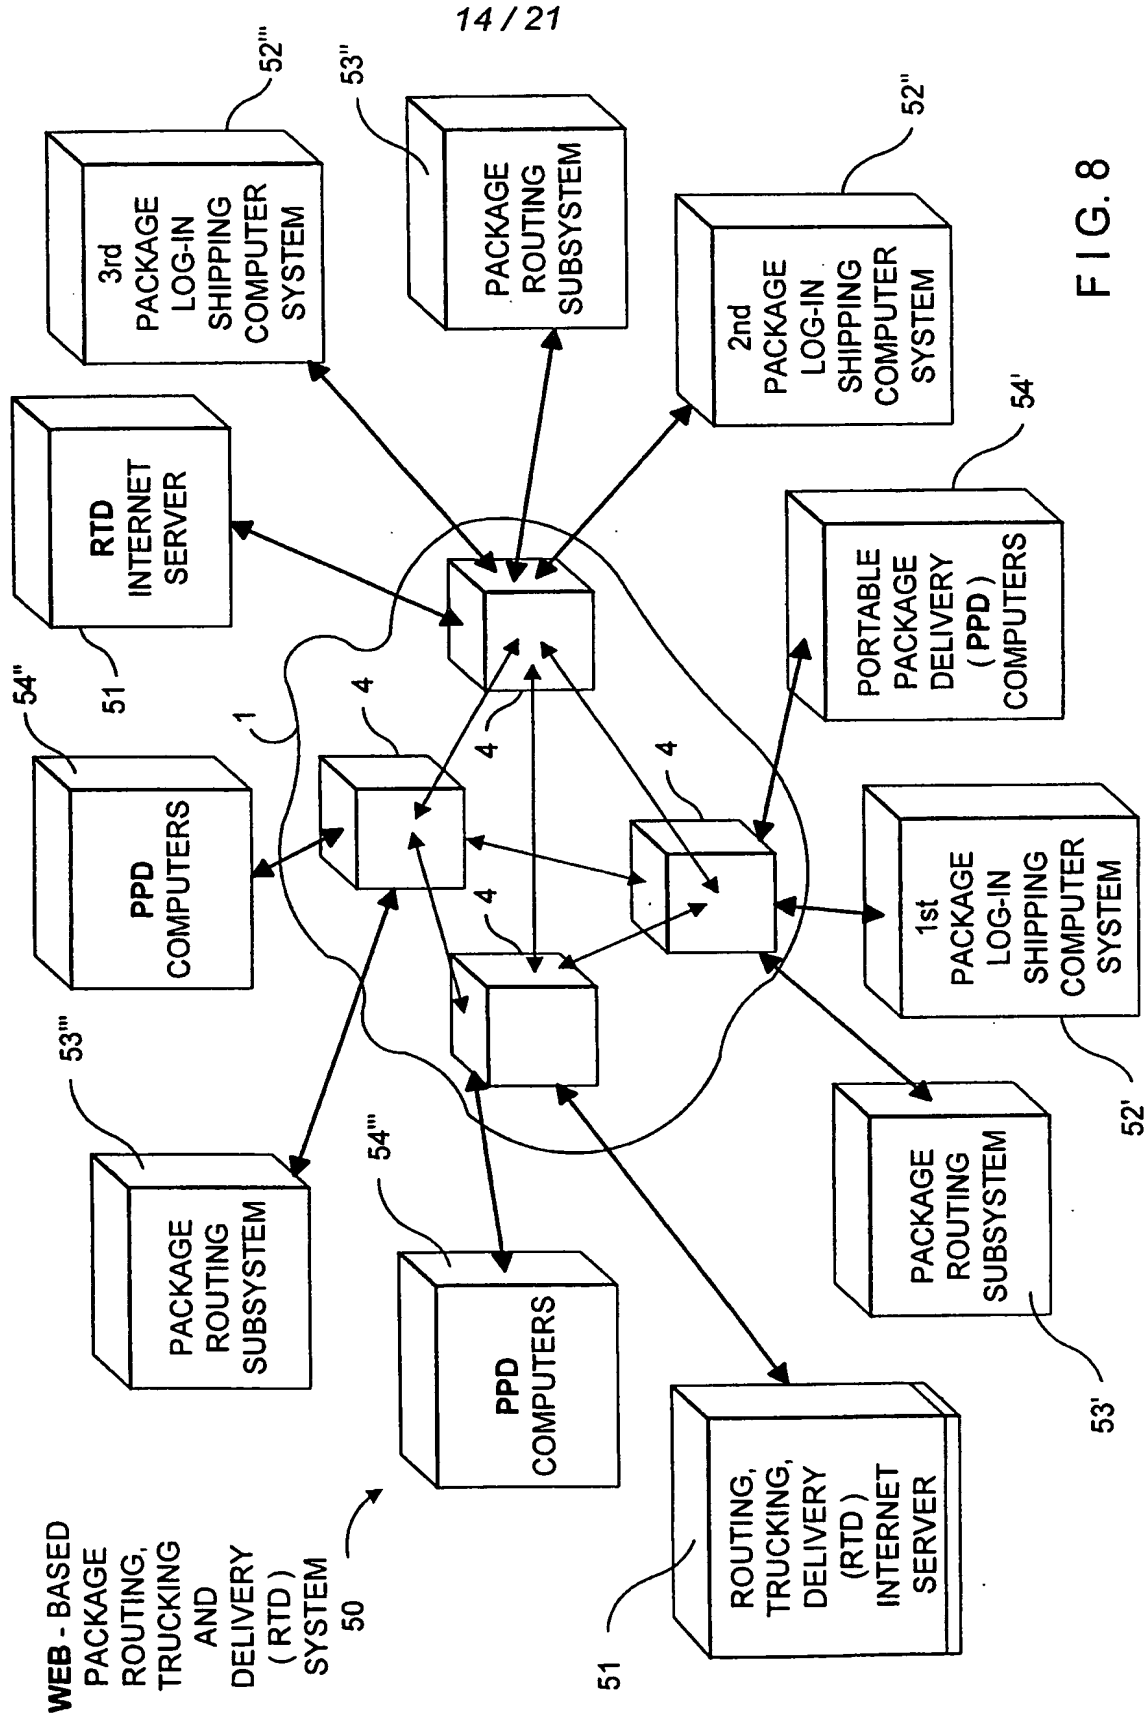 14 / 21
WEB - BASED
PACKAGE
ROUTING,
TRUCKING
AND
DELIVERY
( RTD )
SYSTEM
50
53'''
PACKAGE
ROUTING
SUBSYSTEM
54''
PPD
COMPUTERS
51
RTD
INTERNET
SERVER
52'''
3rd
PACKAGE
LOG-IN
SHIPPING
COMPUTER
SYSTEM
54'''
PPD
COMPUTERS
1
4
4
4
4
53''
PACKAGE
ROUTING
SUBSYSTEM
51
ROUTING,
TRUCKING,
DELIVERY
(RTD )
INTERNET
SERVER
53'
PACKAGE
ROUTING
SUBSYSTEM
52'
1st
PACKAGE
LOG-IN
SHIPPING
COMPUTER
SYSTEM
54'
PORTABLE
PACKAGE
DELIVERY
( PPD )
COMPUTERS
52''
2nd
PACKAGE
LOG-IN
SHIPPING
COMPUTER
SYSTEM
FIG. 8